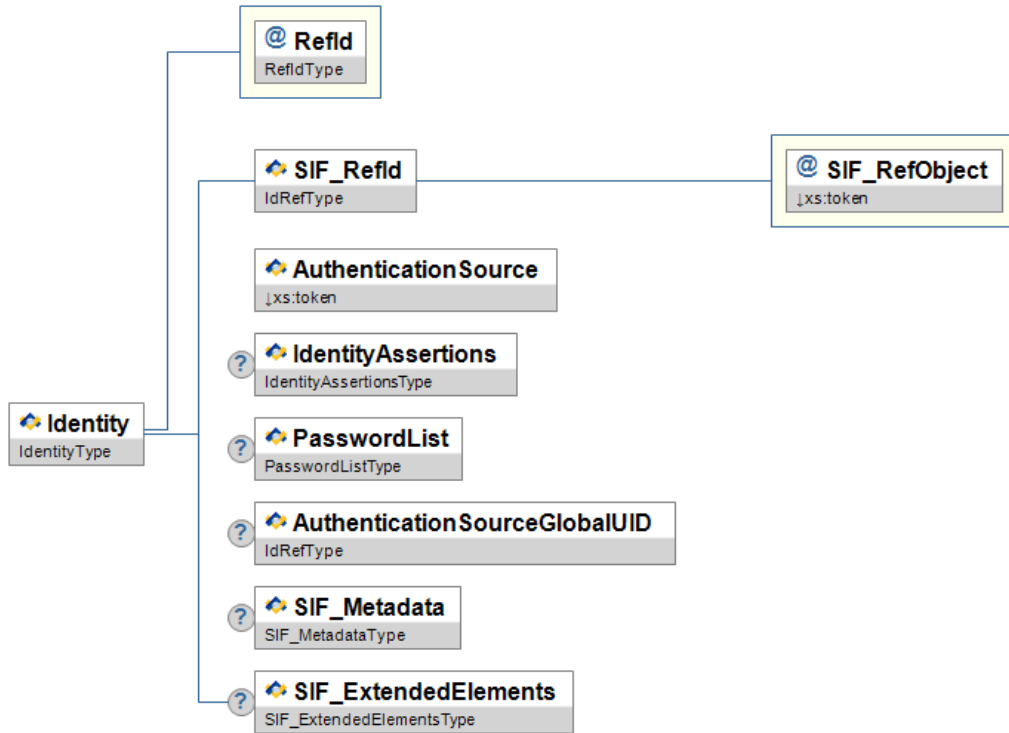 @ RefId
RefIdType
SIF_RefId
IdRefType
@ SIF_RefObject
↓xs:token
AuthenticationSource
↓xs:token
? IdentityAssertions
IdentityAssertionsType
Identity
IdentityType
? PasswordList
PasswordListType
? AuthenticationSourceGlobalUID
IdRefType
? SIF_Metadata
SIF_MetadataType
? SIF_ExtendedElements
SIF_ExtendedElementsType